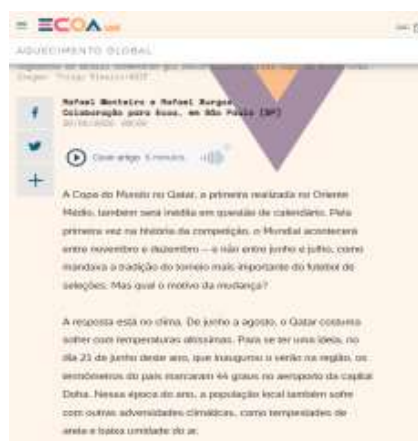 ECOA UOL
AQUECIMENTO GLOBAL
Rafael Monteiro e Rafael Burgos
Colaboração para Ecoa, em São Paulo (SP)
Ouvir artigo 5 minutos
A Copa do Mundo no Qatar, a primeira realizada no Oriente
Médio, também será inédita em questão de calendário. Pela
primeira vez na história da competição, o Mundial acontecerá
entre novembro e dezembro — e não entre junho e julho, como
mandava a tradição do torneio mais importante do futebol de
seleções. Mas qual o motivo da mudança?
A resposta está no clima. De junho a agosto, o Qatar costuma
sofrer com temperaturas altíssimas. Para se ter uma ideia, no
dia 21 de junho deste ano, que inaugurou o verão na região, os
termômetros do país marcaram 44 graus no aeroporto da capital
Doha. Nessa época do ano, a população local também sofre
com outras adversidades climáticas, como tempestades de
areia e baixa umidade do ar.